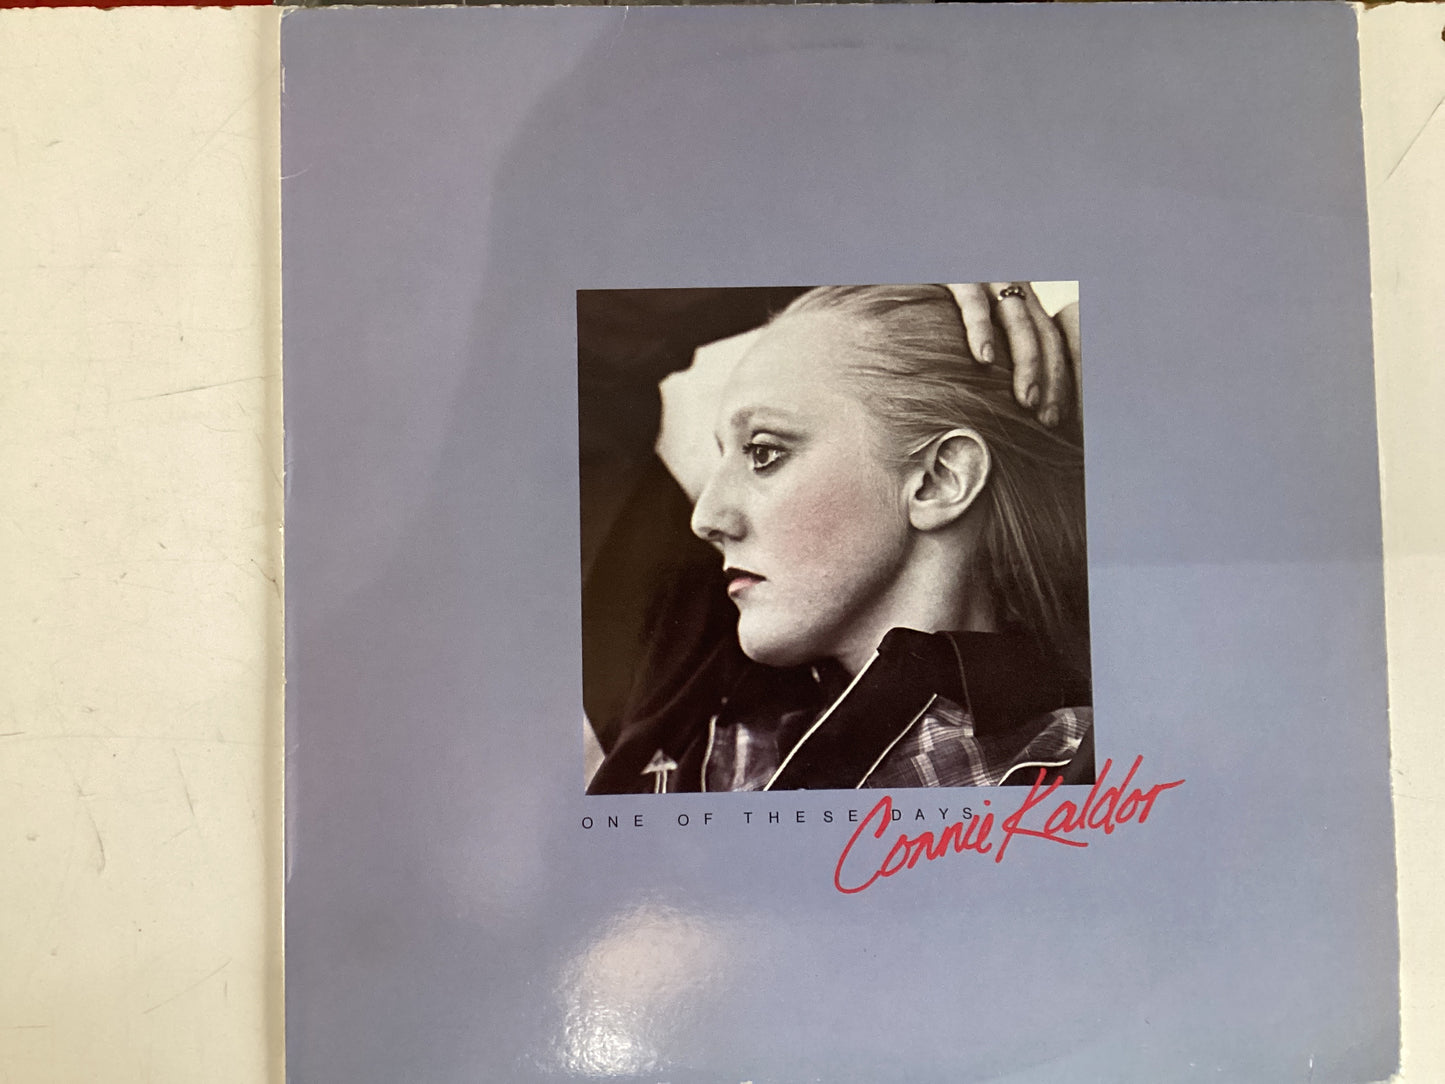 ONE OF THESE DAYS
Connie Kaldor